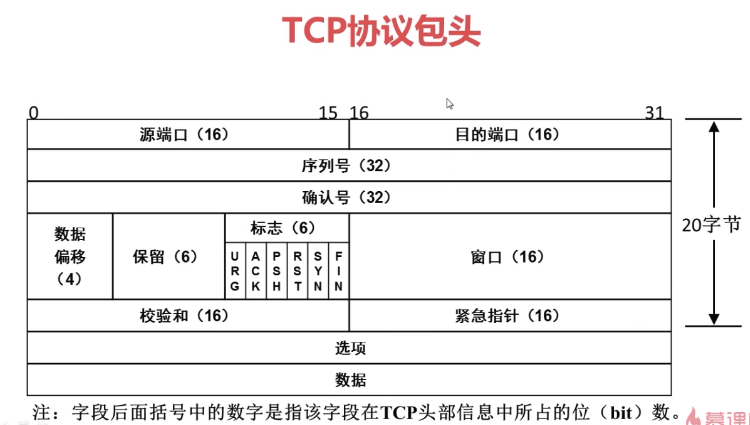 TCP协议包头
0 15 16 31
源端口（16） 目的端口（16）
序列号（32）
确认号（32）
数据偏移（4） 保留（6） 标志（6） 窗口（16）
URG ACK PSH RST SYN FIN
校验和（16） 紧急指针（16）
选项
数据
20字节
注：字段后面括号中的数字是指该字段在TCP头部信息中所占的位（bit）数。
慕课